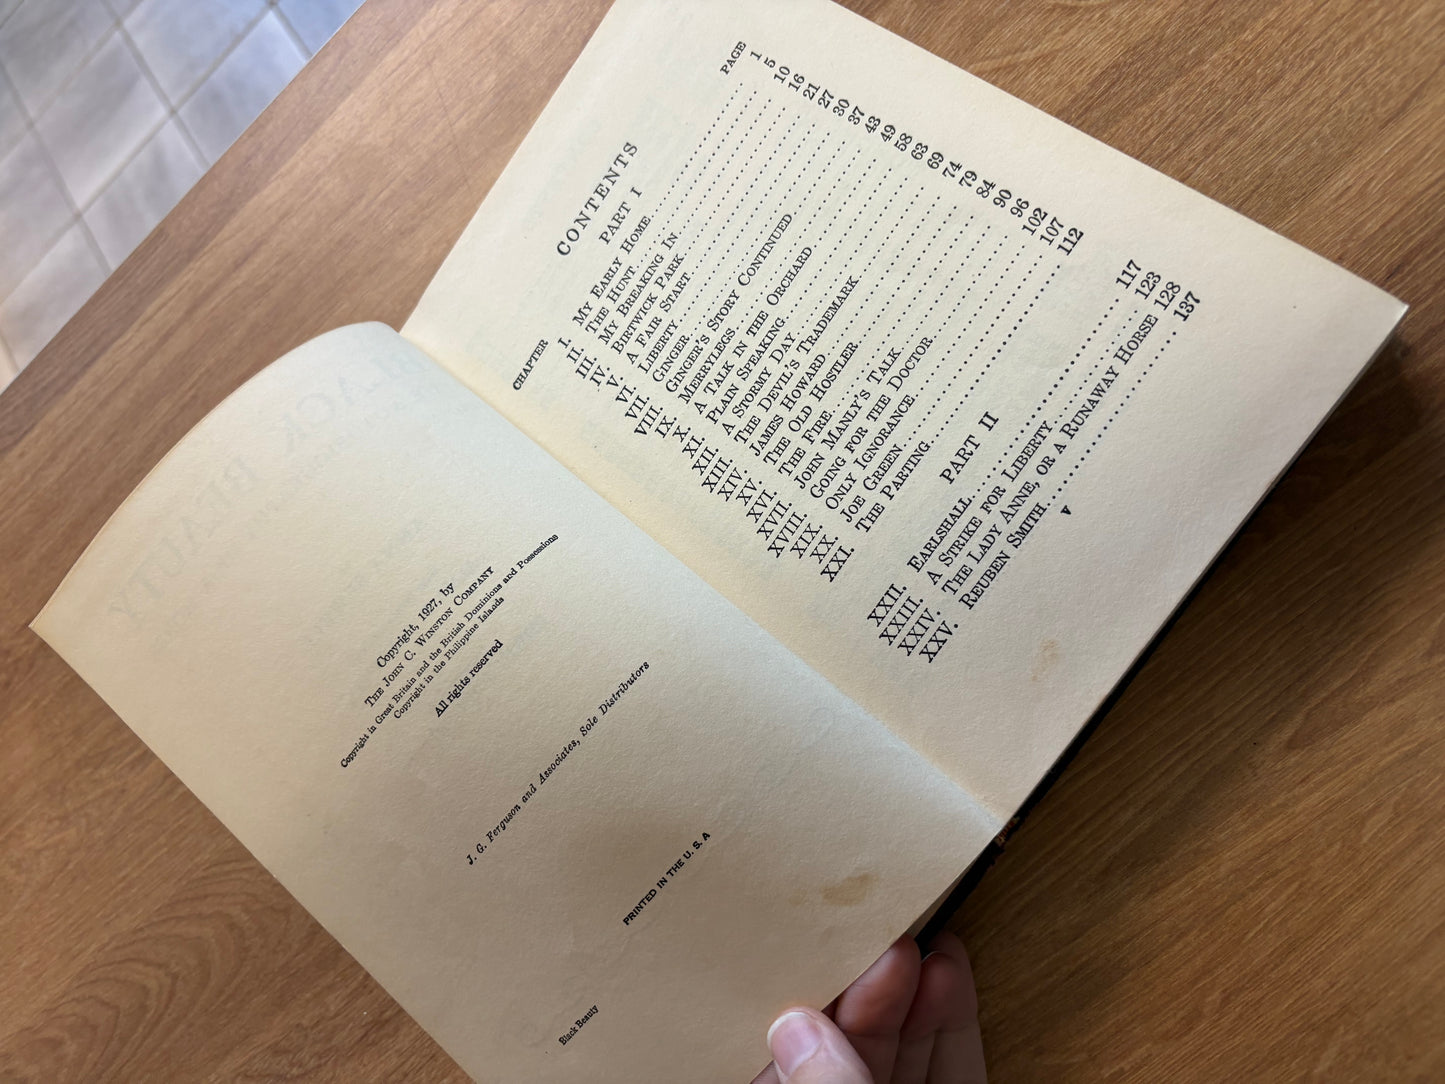 Copyright, 1927, by
THE JOHN C. WINSTON COMPANY
Copyright in Great Britain and the British Dominions and Possessions
Copyright in the Philippine Islands
All rights reserved
J. G. Ferguson and Associates, Sole Distributors
PRINTED IN THE U. S. A
Black Beauty
CONTENTS
PART I
CHAPTER PAGE
I. MY EARLY HOME 1
II. THE HUNT 5
III. MY BREAKING IN 10
IV. BIRTWICK PARK 16
V. A FAIR START 21
VI. LIBERTY 27
VII. GINGER 30
VIII. GINGER'S STORY CONTINUED 37
IX. MERRYLEGS 43
X. A TALK IN THE ORCHARD 49
XI. PLAIN SPEAKING 58
XII. A STORMY DAY 63
XIII. THE DEVIL'S TRADEMARK 69
XIV. JAMES HOWARD 74
XV. THE OLD HOSTLER 79
XVI. THE FIRE 84
XVII. JOHN MANLY'S TALK 90
XVIII. GOING FOR THE DOCTOR 96
XIX. ONLY IGNORANCE 102
XX. JOE GREEN 107
XXI. THE PARTING 112
PART II
XXII. EARLSHALL 117
XXIII. A STRIKE FOR LIBERTY 123
XXIV. THE LADY ANNE, OR A RUNAWAY HORSE 128
XXV. REUBEN SMITH 137
v